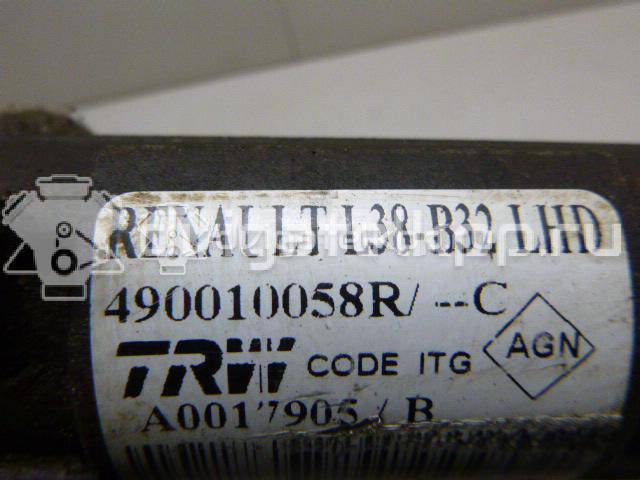 RENAULT L38-B32 LHD
490010058R/ --C
TRW CODE ITG AGN
A0017905 / B